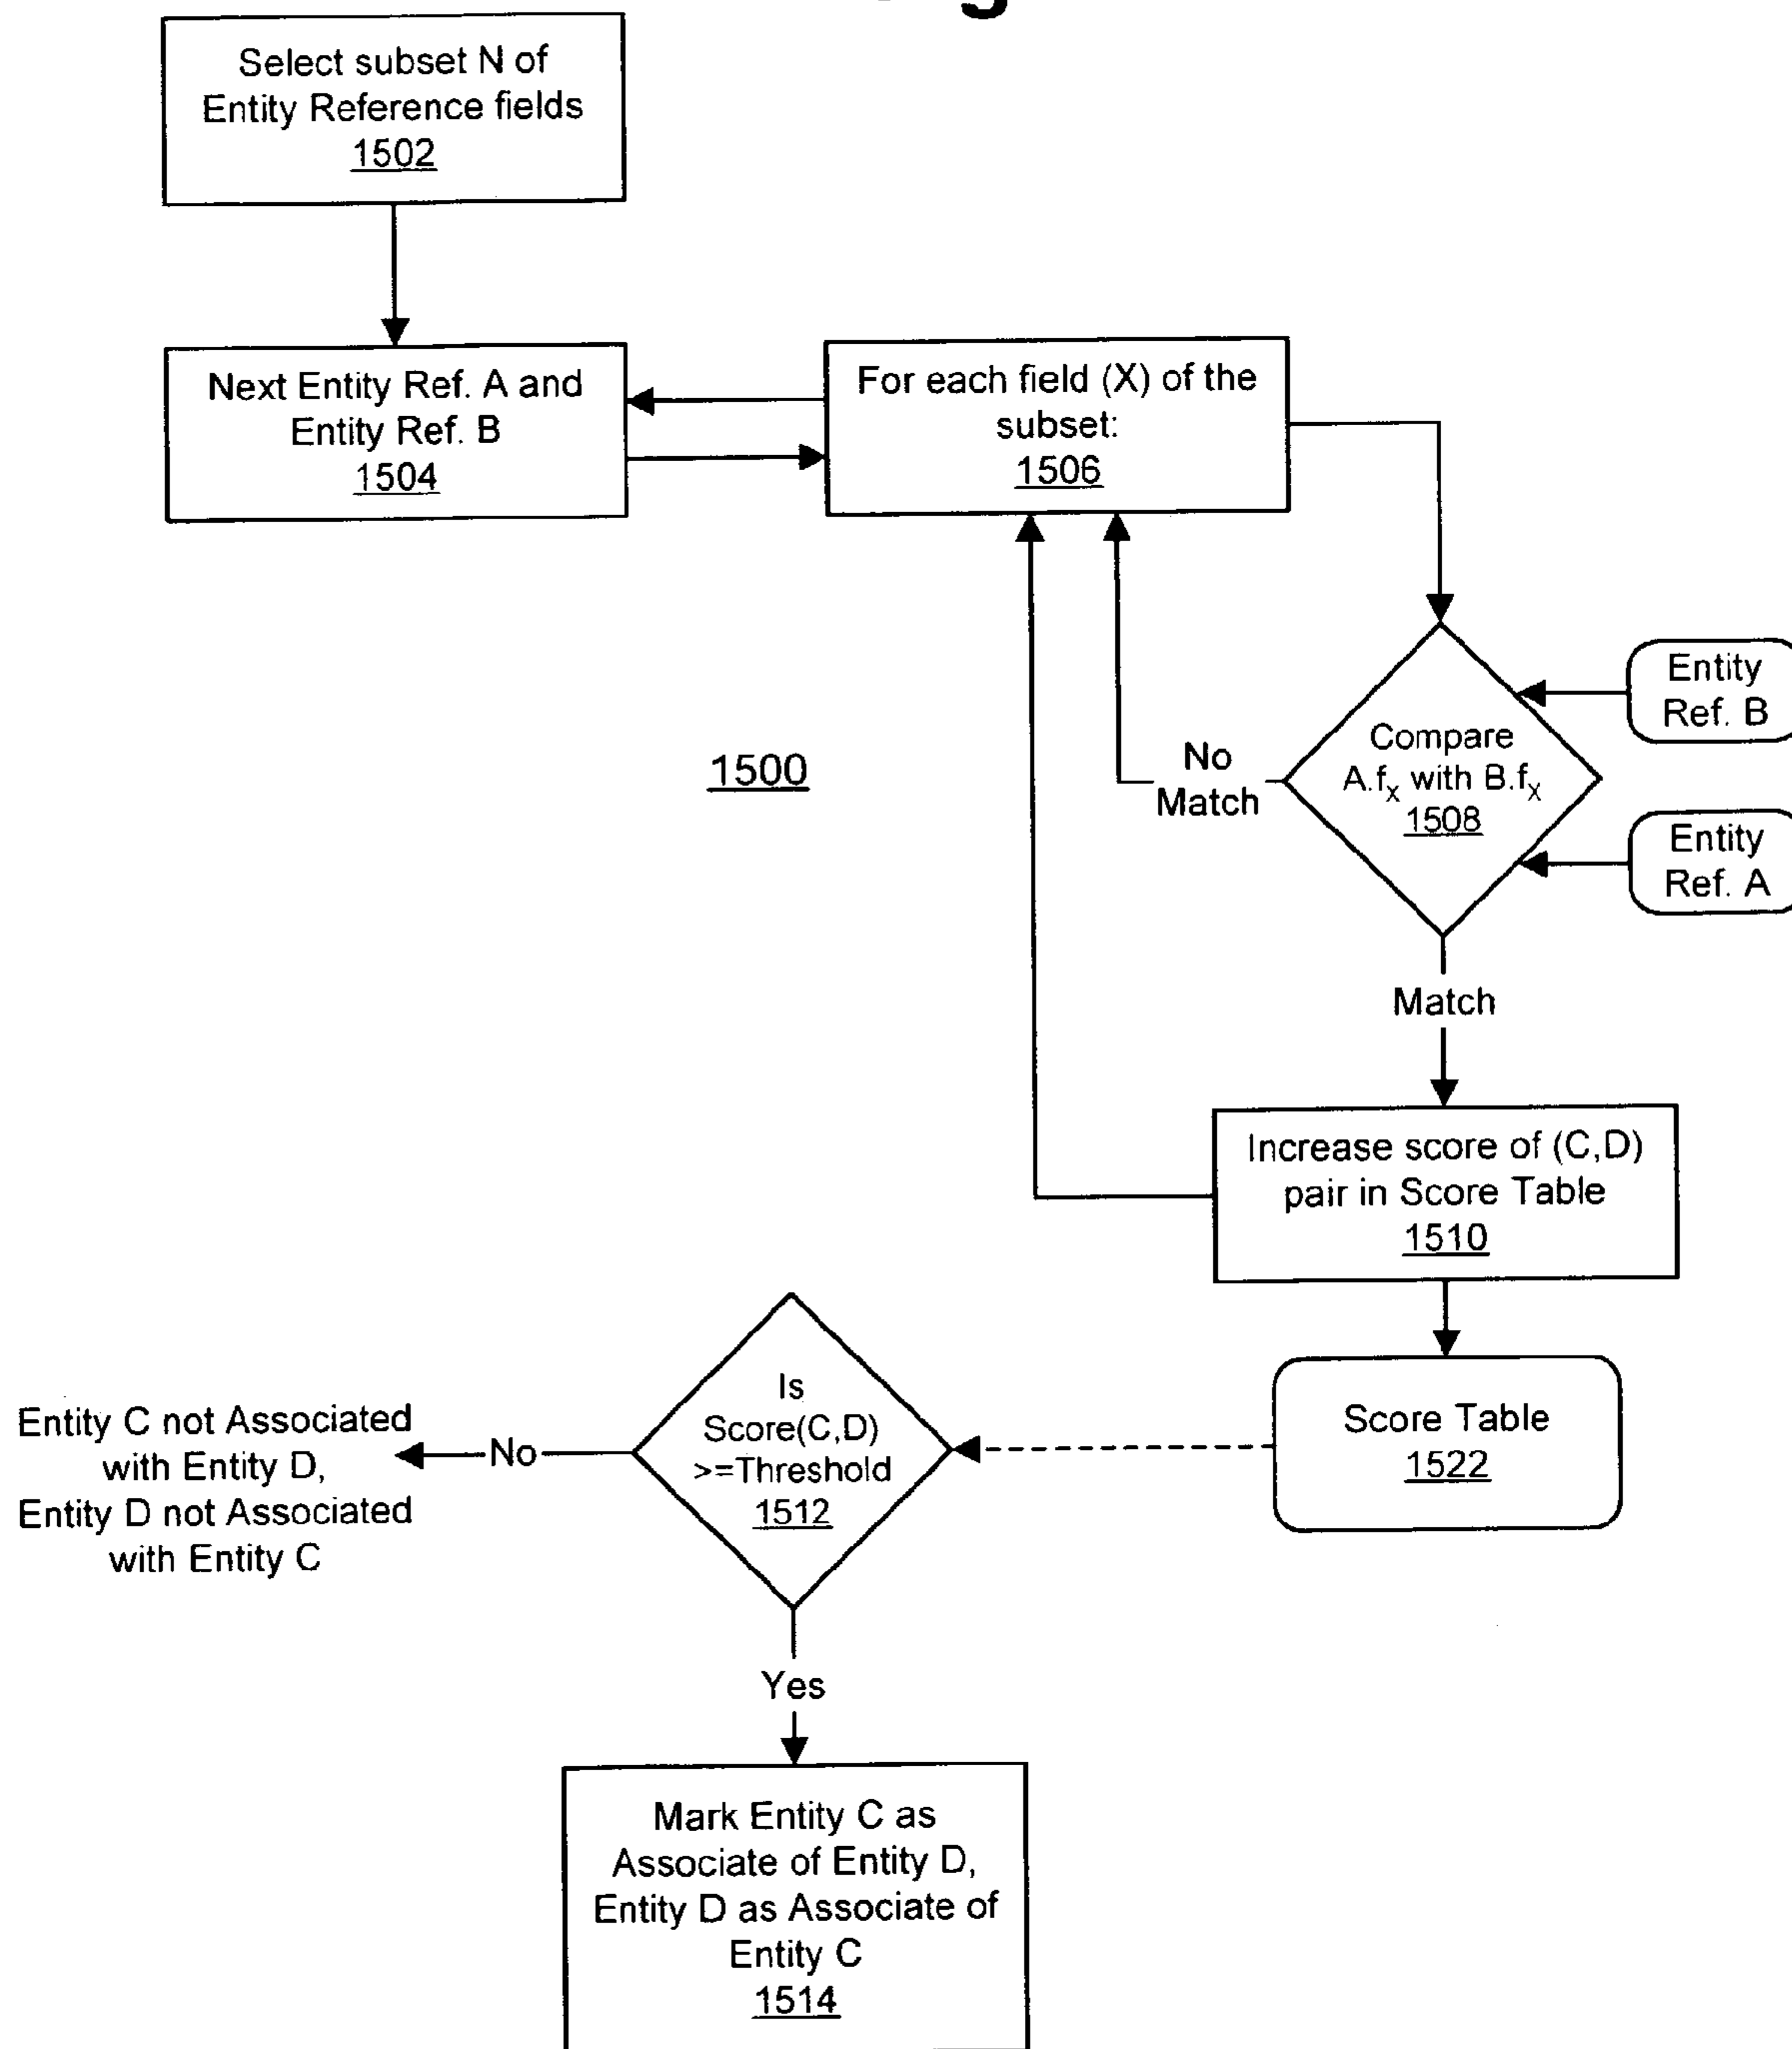 Select subset N of
Entity Reference fields
1502
Next Entity Ref. A and
Entity Ref. B
1504
For each field (X) of the
subset:
1506
Entity
Ref. B
Compare
A.fX with B.fX
1508
No
Match
1500
Entity
Ref. A
Match
Increase score of (C,D)
pair in Score Table
1510
Score Table
1522
Is
Score(C,D)
>=Threshold
1512
No
Entity C not Associated
with Entity D,
Entity D not Associated
with Entity C
Yes
Mark Entity C as
Associate of Entity D,
Entity D as Associate of
Entity C
1514